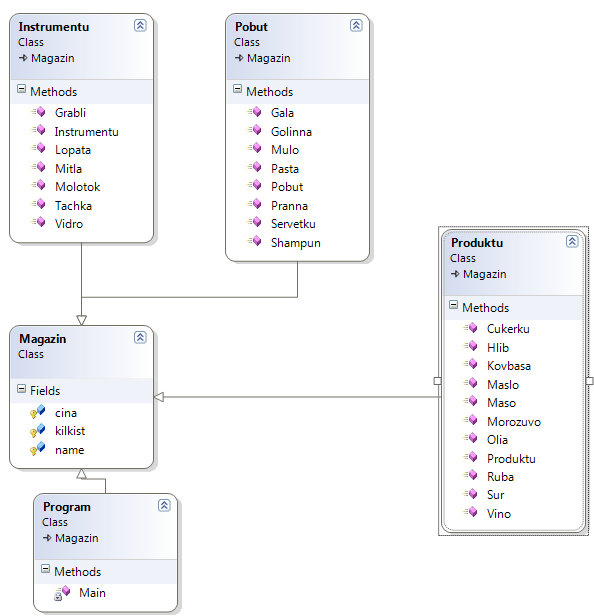 Instrumentu
Class
Magazin
Methods
Grabli
Instrumentu
Lopata
Mitla
Molotok
Tachka
Vidro
Pobut
Class
Magazin
Methods
Gala
Golinna
Mulo
Pasta
Pobut
Pranna
Servetku
Shampun
Produktu
Class
Magazin
Methods
Cukerku
Hlib
Kovbasa
Maslo
Maso
Morozuvo
Olia
Produktu
Ruba
Sur
Vino
Magazin
Class
Fields
cina
kilkist
name
Program
Class
Magazin
Methods
Main